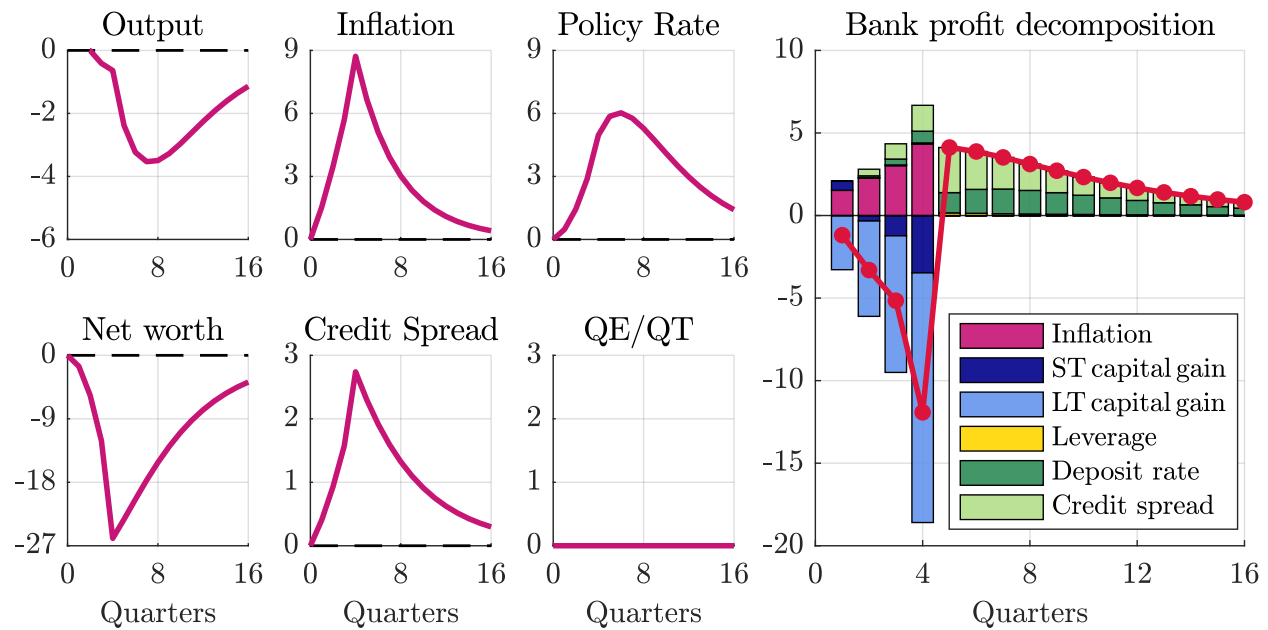 Output
0
-2
-4
-6
0 8 16
Inflation
9
6
3
0
0 8 16
Policy Rate
9
6
3
0
0 8 16
Net worth
0
-9
-18
-27
0 8 16
Quarters
Credit Spread
3
2
1
0
0 8 16
Quarters
QE/QT
3
2
1
0
0 8 16
Quarters
Bank profit decomposition
10
5
0
-5
-10
-15
-20
0 4 8 12 16
Quarters
Inflation
ST capital gain
LT capital gain
Leverage
Deposit rate
Credit spread